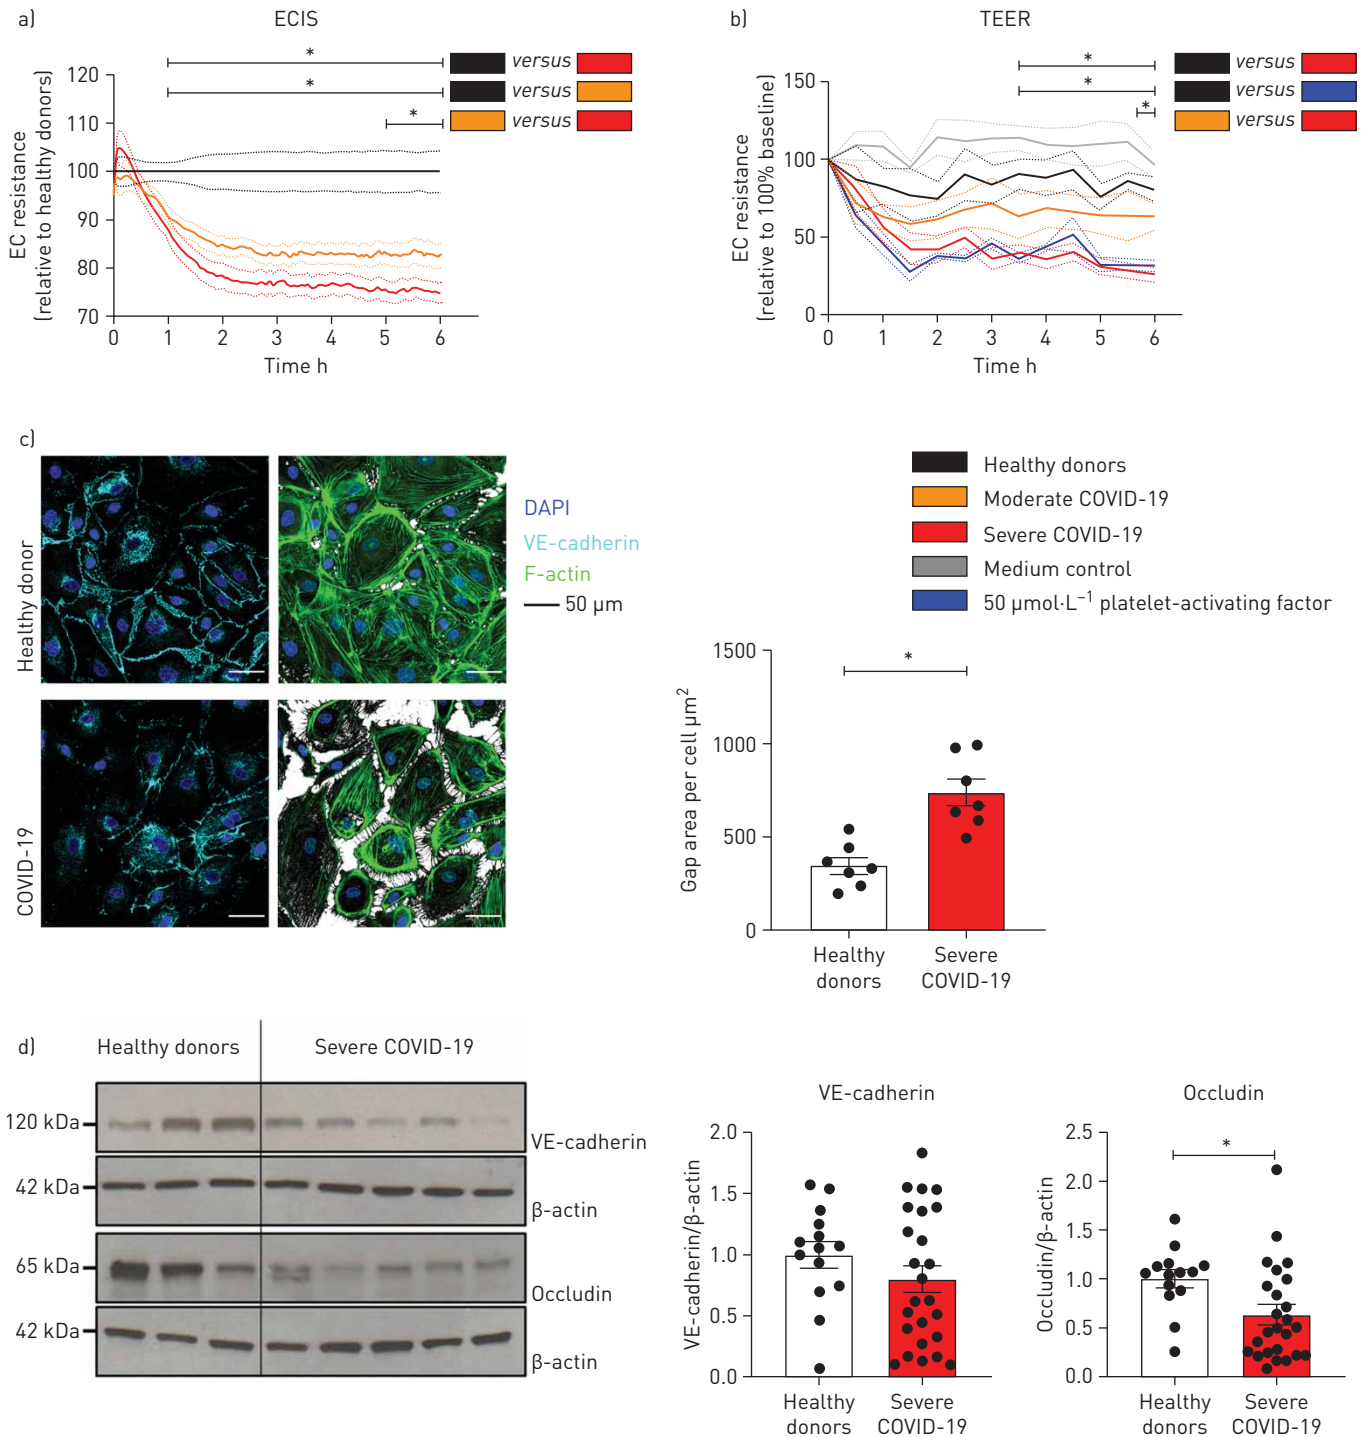 a)
ECIS
*
*
*
versus
versus
versus
120
110
100
90
80
70
EC resistance
(relative to healthy donors)
0 1 2 3 4 5 6
Time h
b)
TEER
*
*
*
versus
versus
versus
150
100
50
0
EC resistance
(relative to 100% baseline)
0 1 2 3 4 5 6
Time h
c)
Healthy donor
COVID-19
DAPI
VE-cadherin
F-actin
50 µm
Healthy donors
Moderate COVID-19
Severe COVID-19
Medium control
50 µmol·L⁻¹ platelet-activating factor
1500
1000
500
0
Gap area per cell µm²
*
Healthy
donors
Severe
COVID-19
d)
Healthy donors
Severe COVID-19
120 kDa
VE-cadherin
42 kDa
β-actin
65 kDa
Occludin
42 kDa
β-actin
VE-cadherin
2.0
1.5
1.0
0.5
0.0
VE-cadherin/β-actin
Healthy
donors
Severe
COVID-19
Occludin
2.5
2.0
1.5
1.0
0.5
0.0
Occludin/β-actin
*
Healthy
donors
Severe
COVID-19